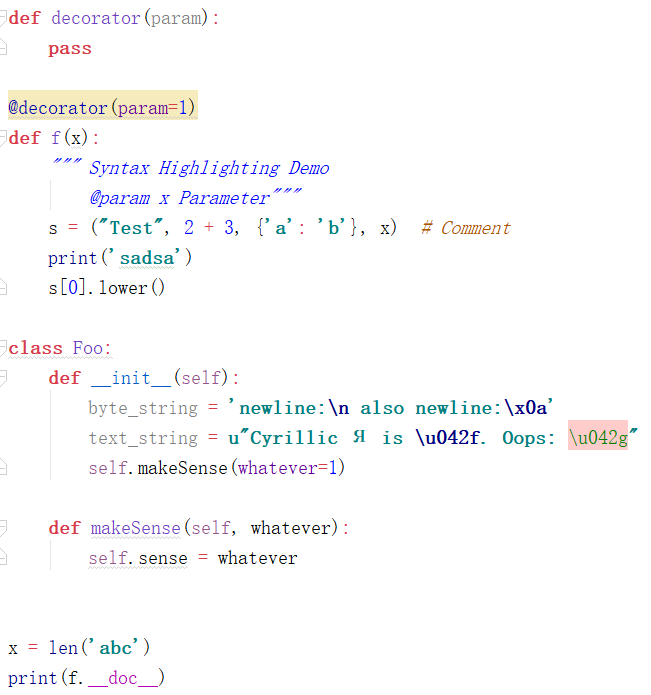 def decorator(param):
    pass

@decorator(param=1)
def f(x):
    """ Syntax Highlighting Demo
        @param x Parameter"""
    s = ("Test", 2 + 3, {'a': 'b'}, x)  # Comment
    print('sadsa')
    s[0].lower()

class Foo:
    def __init__(self):
        byte_string = 'newline:\n also newline:\x0a'
        text_string = u"Cyrillic Я is \u042f. Oops: \u042g"
        self.makeSense(whatever=1)

    def makeSense(self, whatever):
        self.sense = whatever


x = len('abc')
print(f.__doc__)